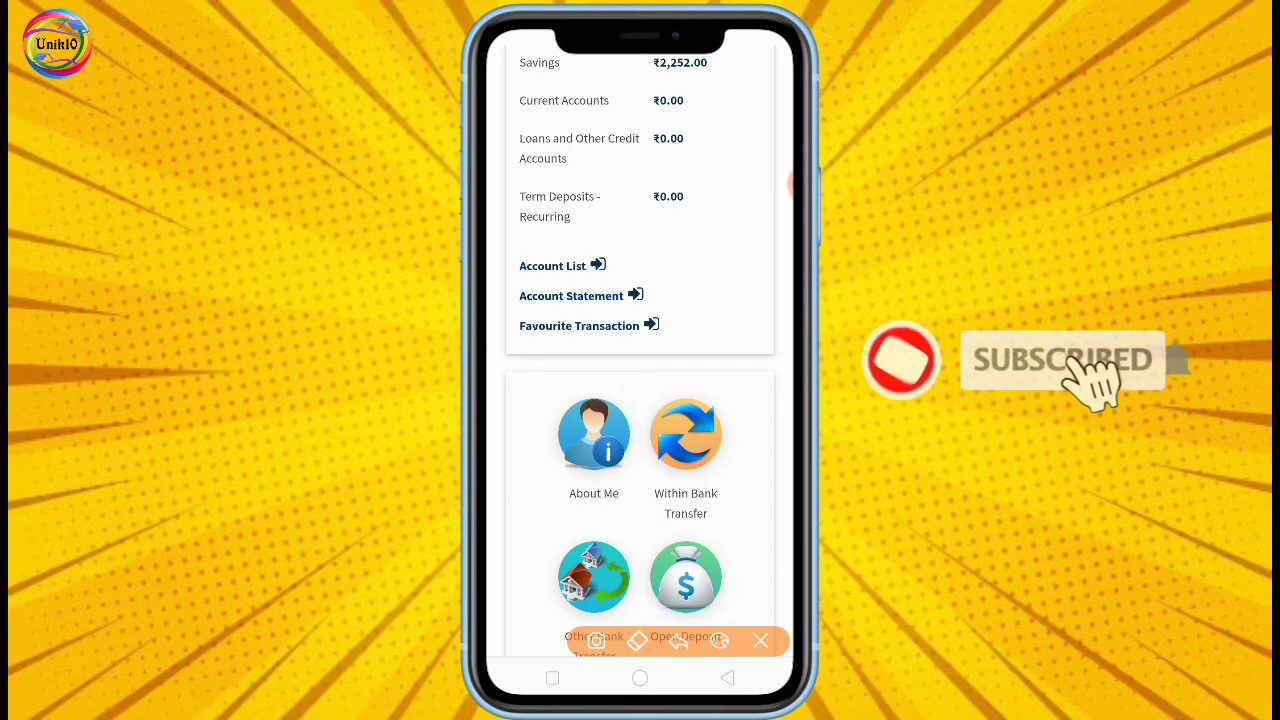 Unik10
Savings ₹2,252.00
Current Accounts ₹0.00
Loans and Other Credit ₹0.00
Accounts
Term Deposits - ₹0.00
Recurring
Account List
Account Statement
Favourite Transaction
SUBSCRIBED
About Me
Within Bank
Transfer
Other Bank
Transfer
Open Deposit